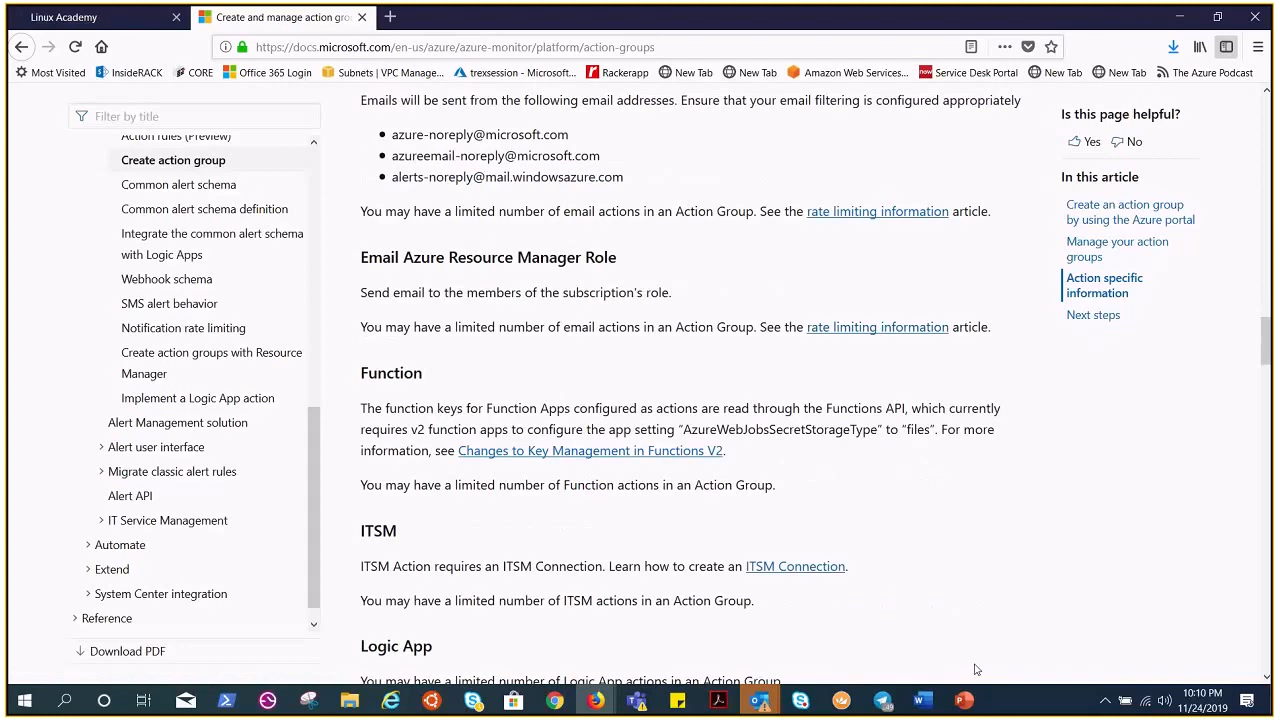 Linux Academy
Create and manage action gro
https://docs.microsoft.com/en-us/azure/azure-monitor/platform/action-groups
Most Visited InsideRACK CORE Office 365 Login Subnets | VPC Manage... trexsession - Microsoft... Rackerapp New Tab New Tab Amazon Web Services... Service Desk Portal New Tab New Tab The Azure Podcast
Filter by title
Action rules (Preview)
Create action group
Common alert schema
Common alert schema definition
Integrate the common alert schema
with Logic Apps
Webhook schema
SMS alert behavior
Notification rate limiting
Create action groups with Resource
Manager
Implement a Logic App action
Alert Management solution
Alert user interface
Migrate classic alert rules
Alert API
IT Service Management
Automate
Extend
System Center integration
Reference
Download PDF
Emails will be sent from the following email addresses. Ensure that your email filtering is configured appropriately
azure-noreply@microsoft.com
azureemail-noreply@microsoft.com
alerts-noreply@mail.windowsazure.com
You may have a limited number of email actions in an Action Group. See the rate limiting information article.
Email Azure Resource Manager Role
Send email to the members of the subscription's role.
You may have a limited number of email actions in an Action Group. See the rate limiting information article.
Function
The function keys for Function Apps configured as actions are read through the Functions API, which currently
requires v2 function apps to configure the app setting "AzureWebJobsSecretStorageType" to "files". For more
information, see Changes to Key Management in Functions V2.
You may have a limited number of Function actions in an Action Group.
ITSM
ITSM Action requires an ITSM Connection. Learn how to create an ITSM Connection.
You may have a limited number of ITSM actions in an Action Group.
Logic App
You may have a limited number of Logic App actions in an Action Group.
Is this page helpful?
Yes No
In this article
Create an action group
by using the Azure portal
Manage your action
groups
Action specific
information
Next steps
10:10 PM
11/24/2019